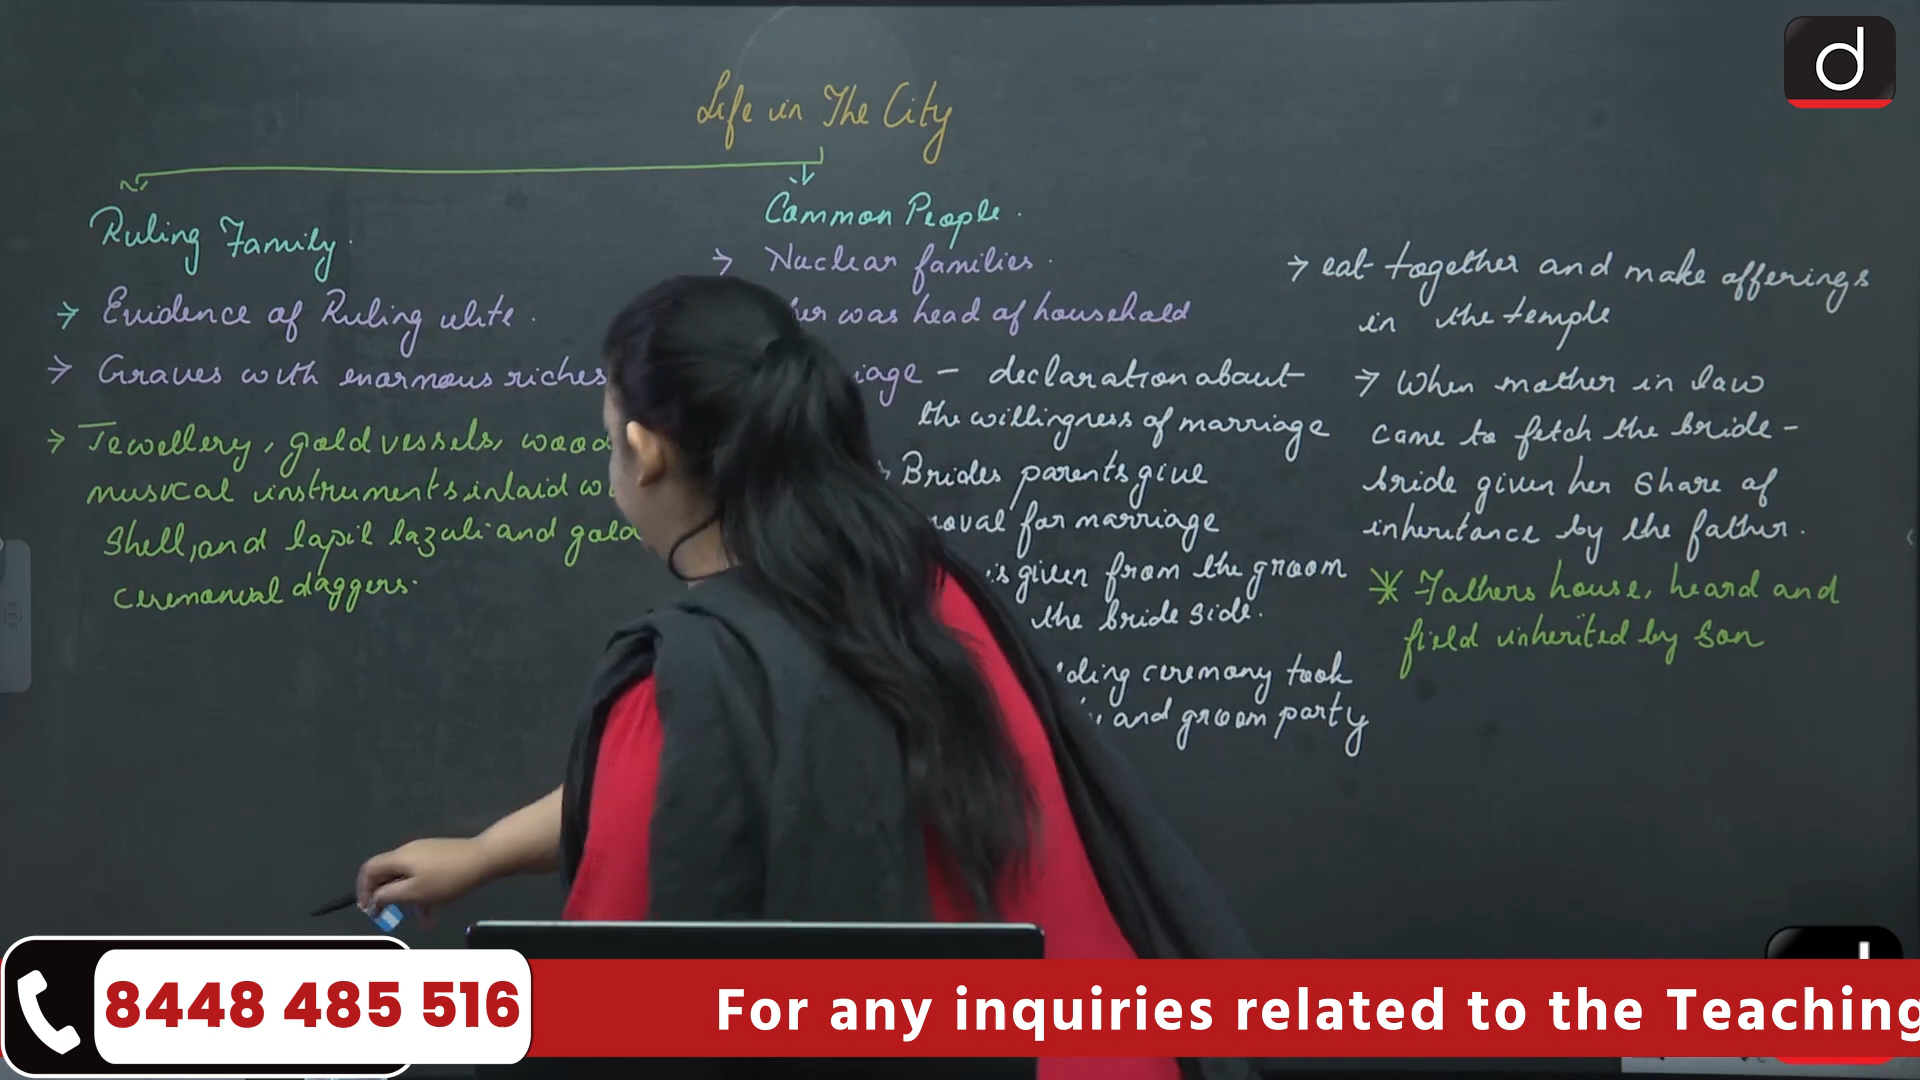 Life in The City
Ruling Family.
→ Evidence of Ruling elite.
→ Graves with enormous riches
→ Jewellery, gold vessels,
musical instruments inlaid
Shell, and lapil lazuli and gold
ceremonial daggers.
Common People.
→ Nuclear families.
was head of household
- declaration about
the willingness of marriage
Brides parents give
for marriage
is given from the groom
the bride side.
ceremony took
and groom party
→ eat together and make offerings
in the temple
→ When mother in law
came to fetch the bride -
bride given her share of
inheritance by the father.
* Fathers house, heard and
field inherited by son
d
8448 485 516
For any inquiries related to the Teaching